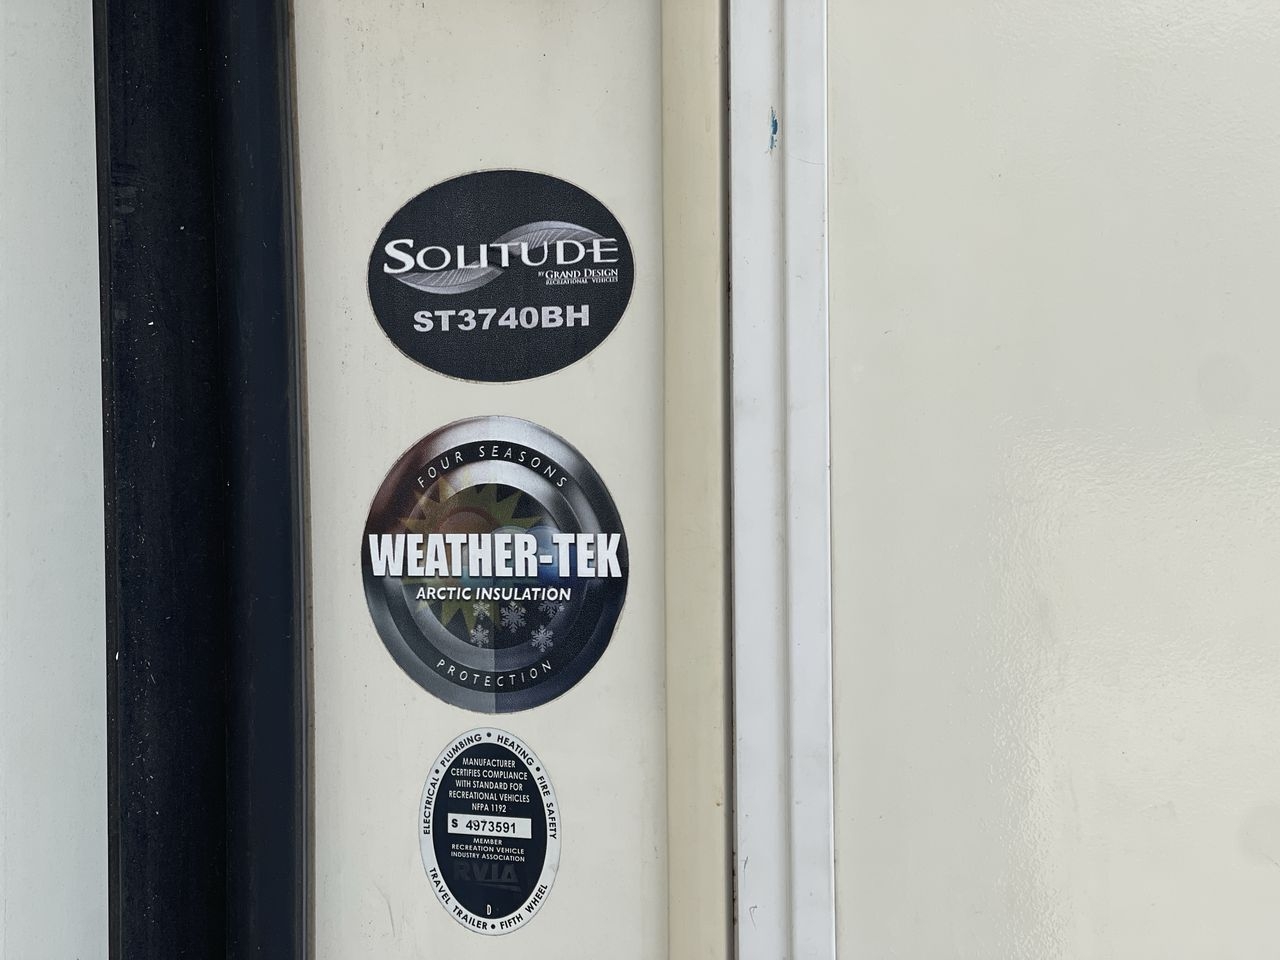 SOLITUDE
BY GRAND DESIGN
RECREATIONAL VEHICLES
ST3740BH
FOUR SEASONS
WEATHER-TEK
ARCTIC INSULATION
PROTECTION
ELECTRICAL • PLUMBING • HEATING • FIRE SAFETY
MANUFACTURER
CERTIFIES COMPLIANCE
WITH STANDARD FOR
RECREATIONAL VEHICLES
NFPA 1192
S 4973591
MEMBER
RECREATION VEHICLE
INDUSTRY ASSOCIATION
RVIA
D
TRAVEL TRAILER • FIFTH WHEEL